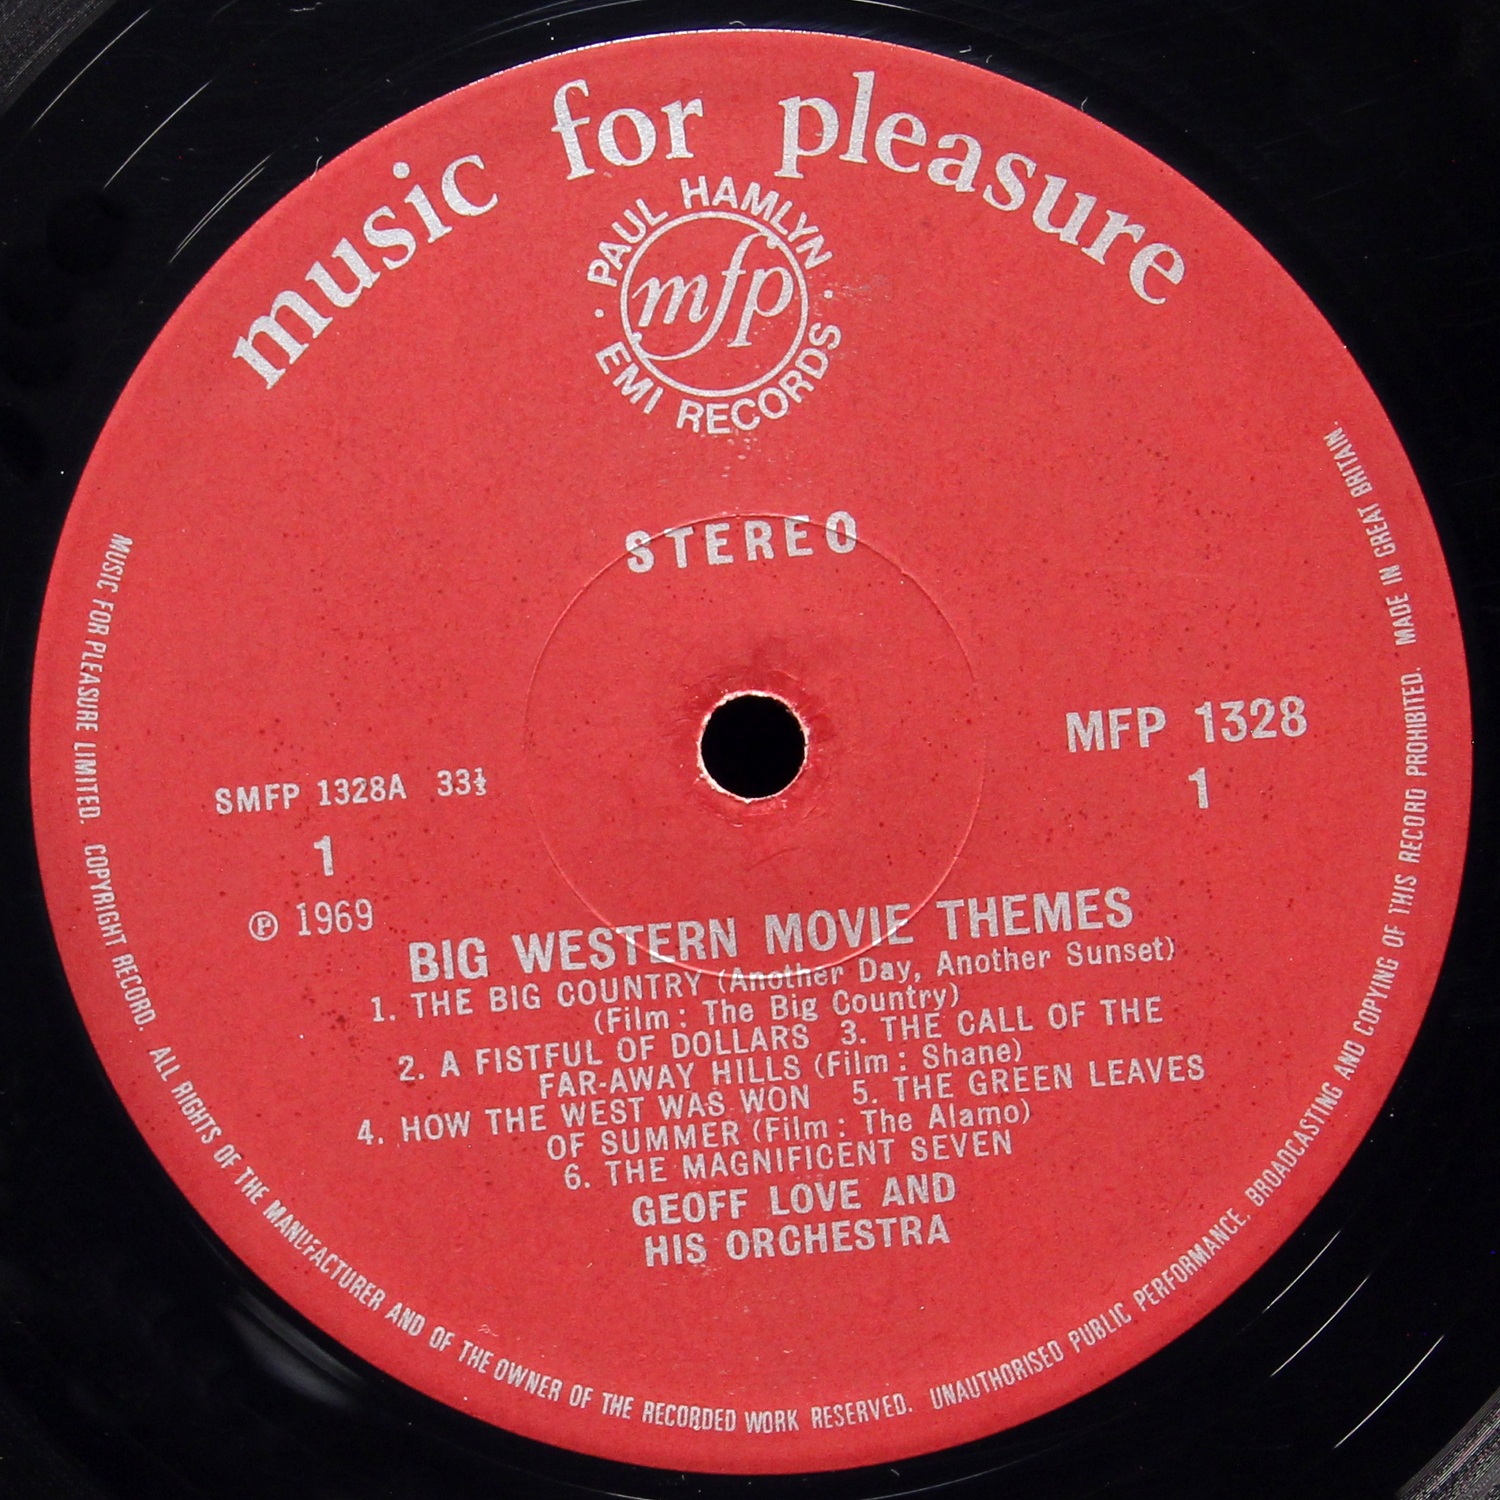 music for pleasure
PAUL HAMLYN
mfp
EMI RECORDS
STEREO
MFP 1328
1
SMFP 1328A 33⅓
1
℗ 1969
BIG WESTERN MOVIE THEMES
1. THE BIG COUNTRY (Another Day, Another Sunset)
(Film : The Big Country)
2. A FISTFUL OF DOLLARS 3. THE CALL OF THE
FAR-AWAY HILLS (Film : Shane)
4. HOW THE WEST WAS WON 5. THE GREEN LEAVES
OF SUMMER (Film : The Alamo)
6. THE MAGNIFICENT SEVEN
GEOFF LOVE AND
HIS ORCHESTRA
MUSIC FOR PLEASURE LIMITED. COPYRIGHT RECORD. ALL RIGHTS OF THE MANUFACTURER AND OF THE OWNER OF THE RECORDED WORK RESERVED. UNAUTHORISED PUBLIC PERFORMANCE, BROADCASTING AND COPYING OF THIS RECORD PROHIBITED. MADE IN GREAT BRITAIN.